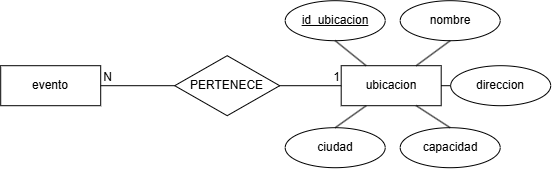 id_ubicacion
nombre
evento
N
PERTENECE
1
ubicacion
direccion
ciudad
capacidad